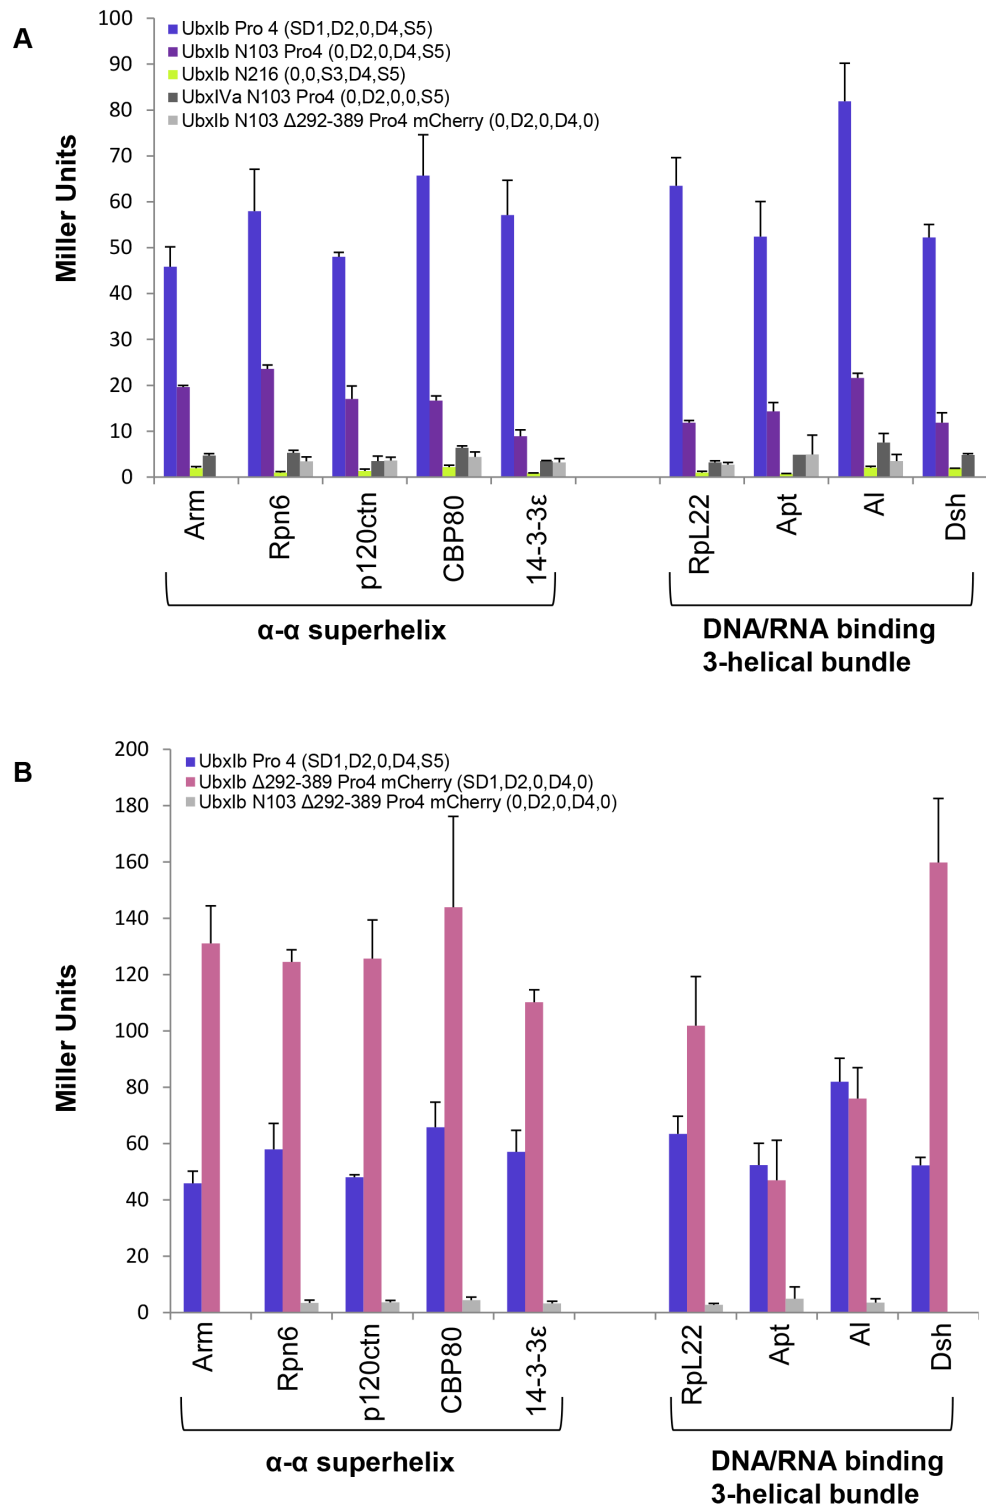 A
100
90
80
70
60
50
40
30
20
10
0
Miller Units
UbxIb Pro 4 (SD1,D2,0,D4,S5)
UbxIb N103 Pro4 (0,D2,0,D4,S5)
UbxIb N216 (0,0,S3,D4,S5)
UbxIVa N103 Pro4 (0,D2,0,0,S5)
UbxIb N103 Δ292-389 Pro4 mCherry (0,D2,0,D4,0)
Arm
Rpn6
p120ctn
CBP80
14-3-3ε
RpL22
Apt
Al
Dsh
α-α superhelix
DNA/RNA binding
3-helical bundle
B
200
180
160
140
120
100
80
60
40
20
0
Miller Units
UbxIb Pro 4 (SD1,D2,0,D4,S5)
UbxIb Δ292-389 Pro4 mCherry (SD1,D2,0,D4,0)
UbxIb N103 Δ292-389 Pro4 mCherry (0,D2,0,D4,0)
Arm
Rpn6
p120ctn
CBP80
14-3-3ε
RpL22
Apt
Al
Dsh
α-α superhelix
DNA/RNA binding
3-helical bundle